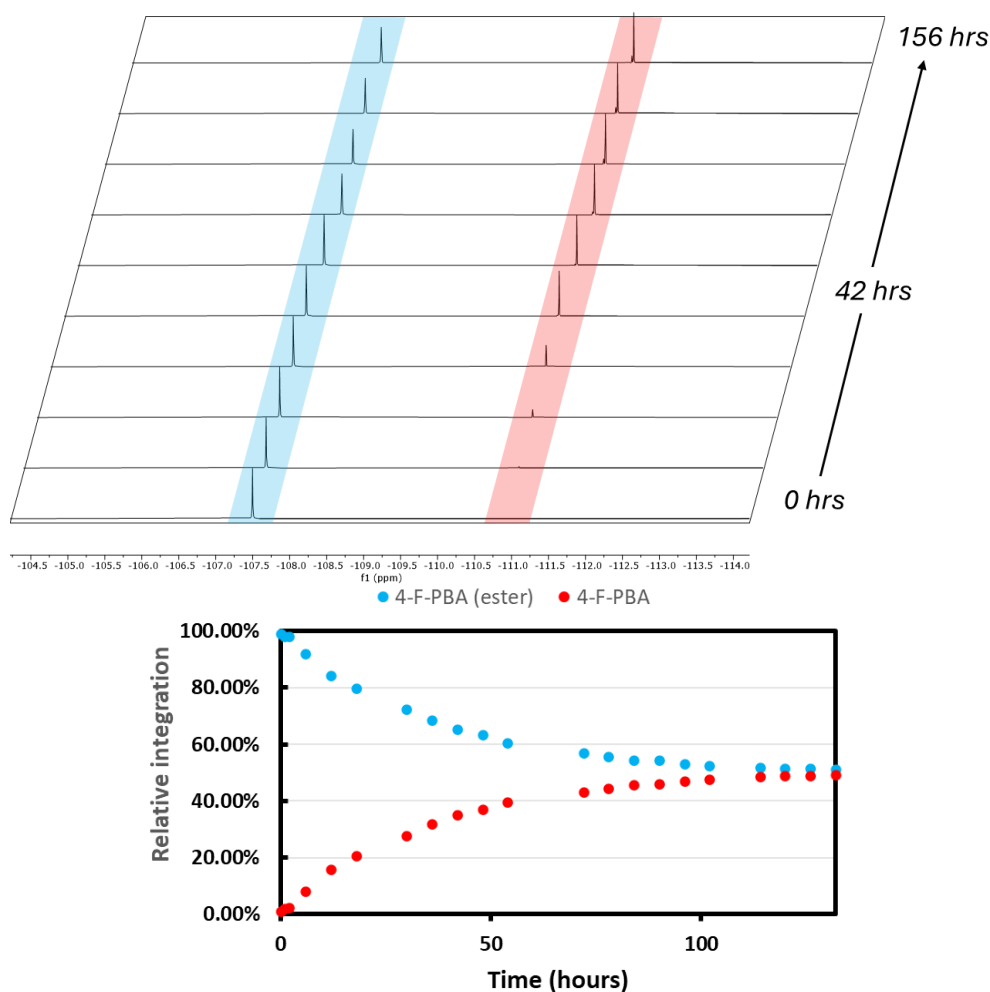 156 hrs
42 hrs
0 hrs
-104.5 -105.0 -105.5 -106.0 -106.5 -107.0 -107.5 -108.0 -108.5 -109.0 -109.5 -110.0 -110.5 -111.0 -111.5 -112.0 -112.5 -113.0 -113.5 -114.0
f1 (ppm)
4-F-PBA (ester) 4-F-PBA
100.00%
80.00%
60.00%
40.00%
20.00%
0.00%
Relative integration
0 50 100
Time (hours)